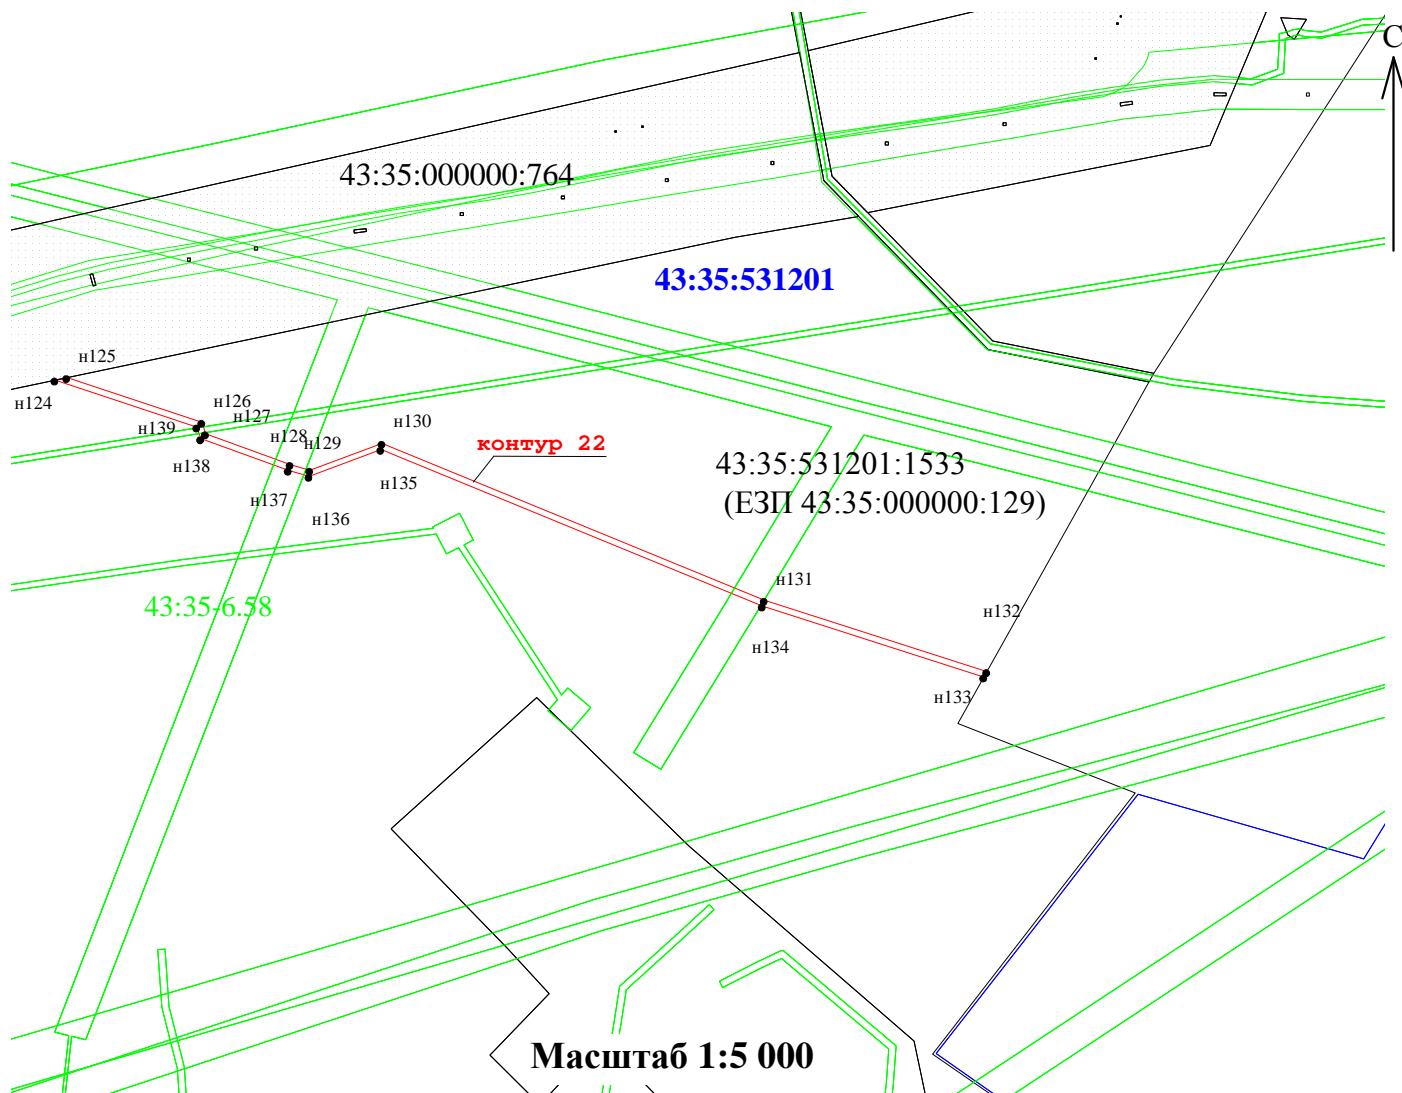 С
43:35:000000:764
43:35:531201
н125
н124
н126
н127
н139
н128
н129
н130
н138
контур 22
н135
н137
н136
43:35:531201:1533
(ЕЗП 43:35:000000:129)
43:35-6.58
н131
н132
н134
н133
Масштаб 1:5 000